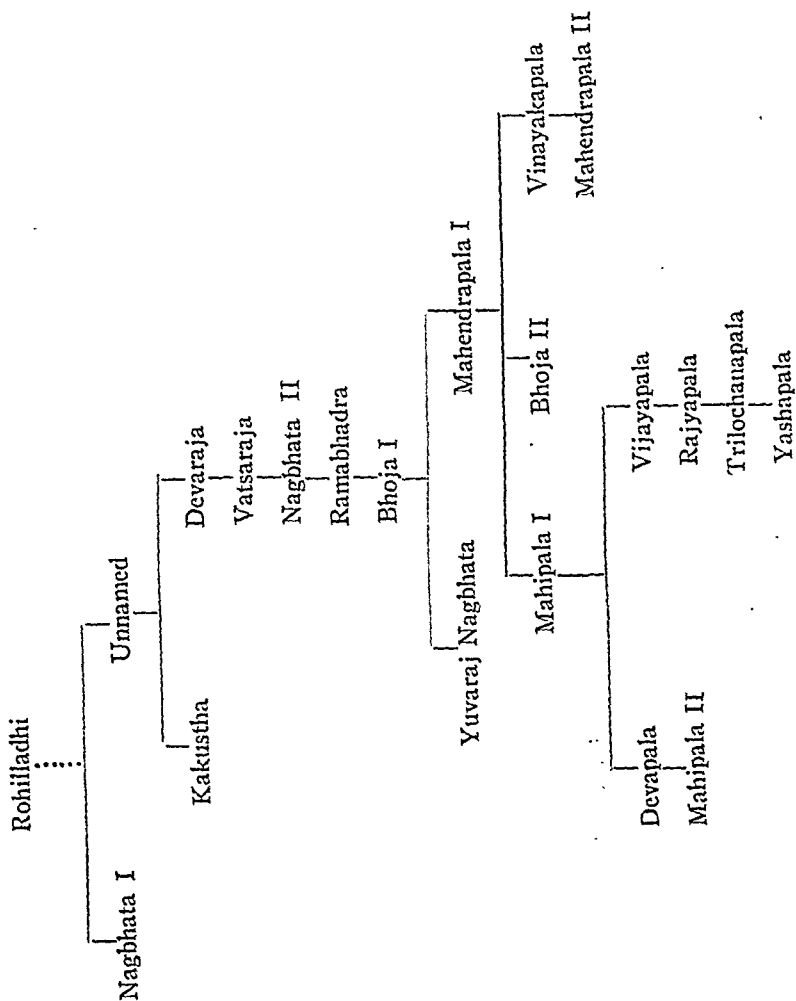 Rohilladhi
Nagbhata I
Unnamed
Kakustha
Devaraja
Vatsaraja
Nagbhata II
Ramabhadra
Bhoja I
Yuvaraj Nagbhata
Mahendrapala I
Mahipala I
Bhoja II
Vinayakapala
Mahendrapala II
Devapala
Mahipala II
Vijayapala
Rajyapala
Trilochanapala
Yashapala